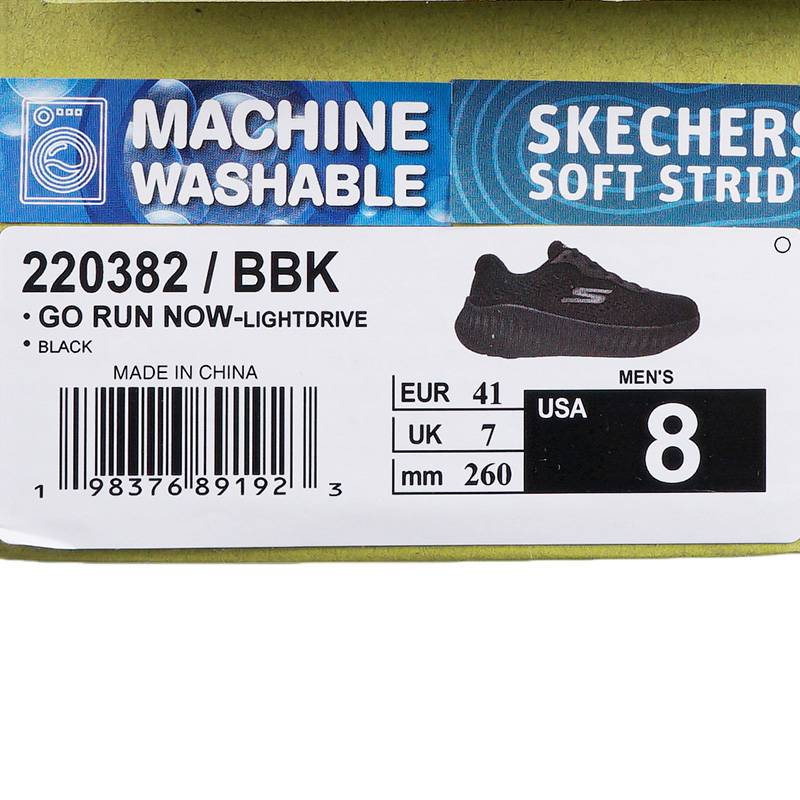 MACHINE
WASHABLE
SKECHERS
SOFT STRID
220382 / BBK
• GO RUN NOW-LIGHTDRIVE
• BLACK
MADE IN CHINA
1 98376 89192 3
EUR 41
UK 7
mm 260
MEN'S
USA 8